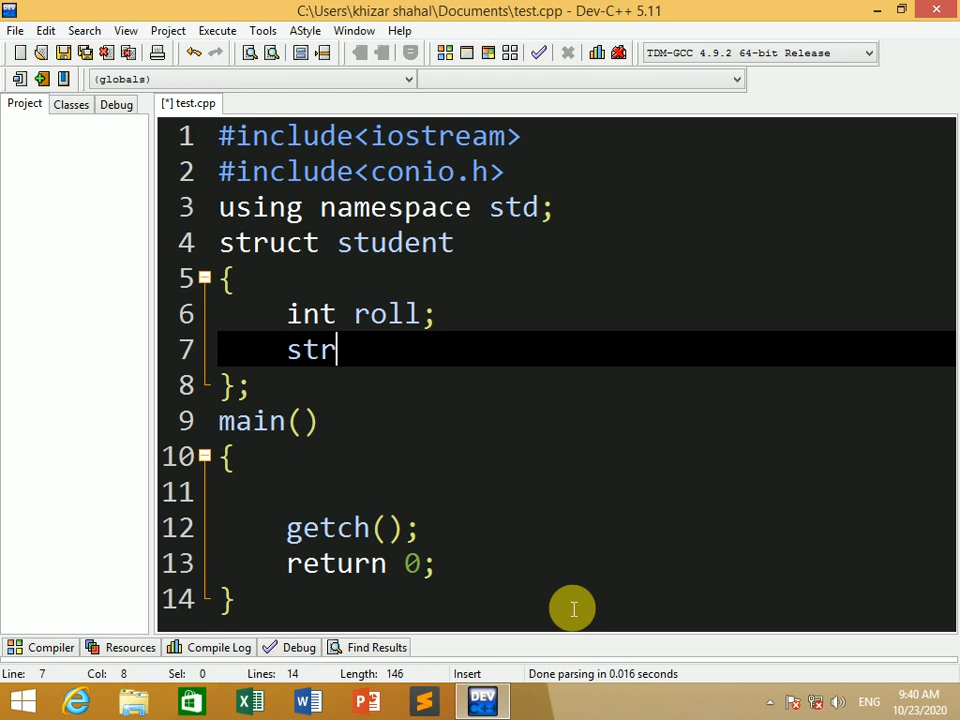 C:\Users\khizar shahal\Documents\test.cpp - Dev-C++ 5.11
File Edit Search View Project Execute Tools AStyle Window Help
TDM-GCC 4.9.2 64-bit Release
(globals)
Project Classes Debug [*] test.cpp
1 #include<iostream>
2 #include<conio.h>
3 using namespace std;
4 struct student
5 {
6 int roll;
7 str
8 };
9 main()
10 {
11
12 getch();
13 return 0;
14 }
Compiler Resources Compile Log Debug Find Results
Line: 7 Col: 8 Sel: 0 Lines: 14 Length: 146 Insert Done parsing in 0.016 seconds
DEV
ENG
9:40 AM
10/23/2020